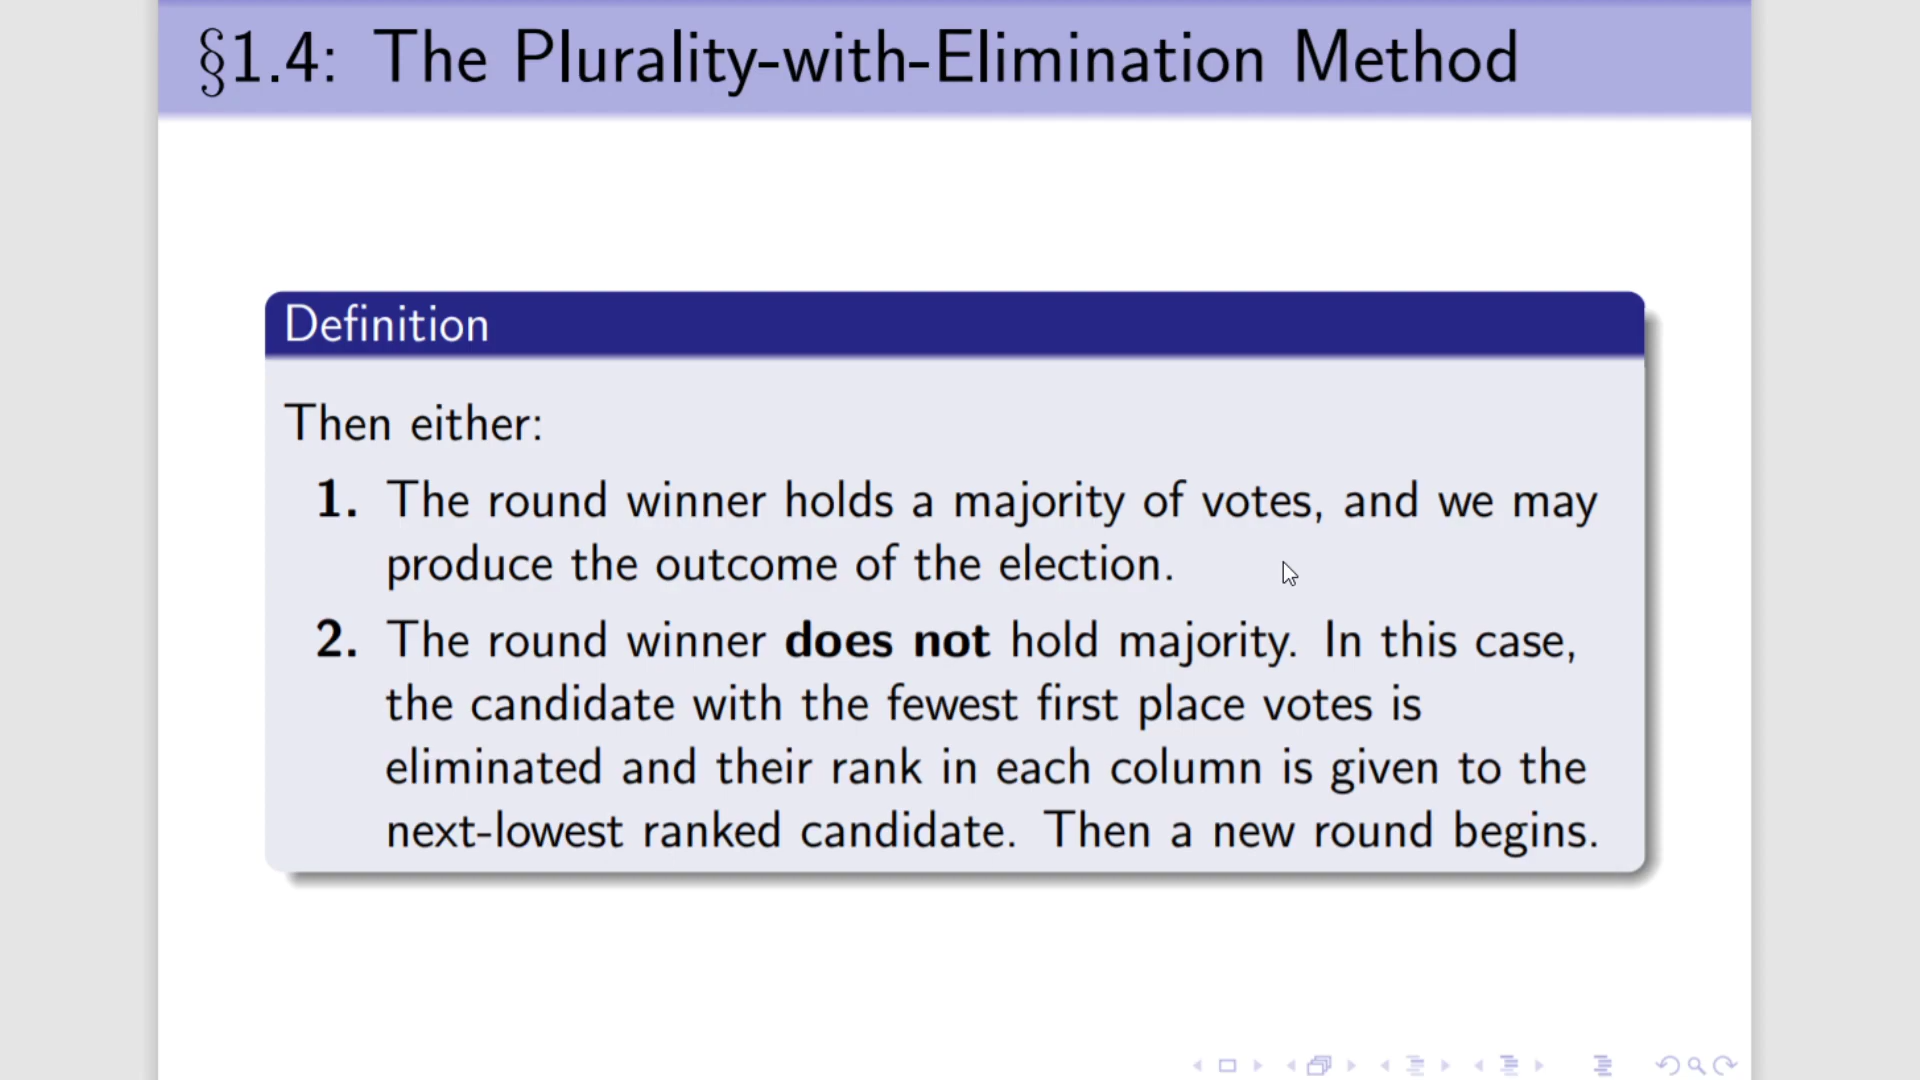 §1.4: The Plurality-with-Elimination Method
Definition
Then either:
1. The round winner holds a majority of votes, and we may
produce the outcome of the election.
2. The round winner does not hold majority. In this case,
the candidate with the fewest first place votes is
eliminated and their rank in each column is given to the
next-lowest ranked candidate. Then a new round begins.